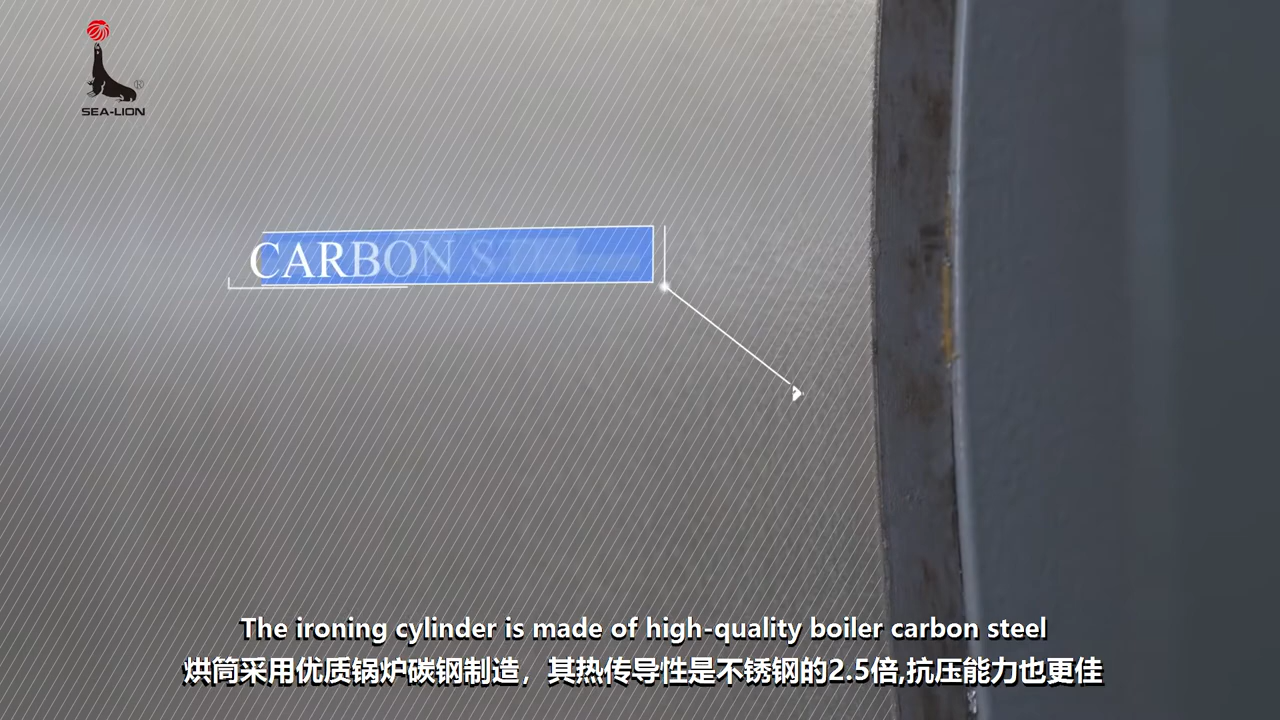 SEA-LION
®
CARBON STEEL
The ironing cylinder is made of high-quality boiler carbon steel
烘筒采用优质锅炉碳钢制造，其热传导性是不锈钢的2.5倍,抗压能力也更佳